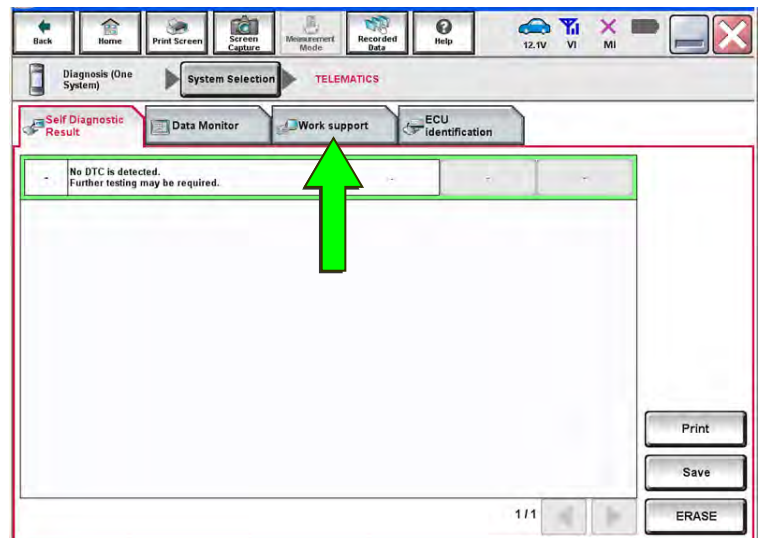 Back
Home
Print Screen
Screen
Capture
Measurement
Mode
Recorded
Data
Help
12.1V
VI
MI
Diagnosis (One
System)
System Selection
TELEMATICS
Self Diagnostic
Result
Data Monitor
Work support
ECU
identification
- No DTC is detected.
Further testing may be required.
- - -
Print
Save
1/1
ERASE